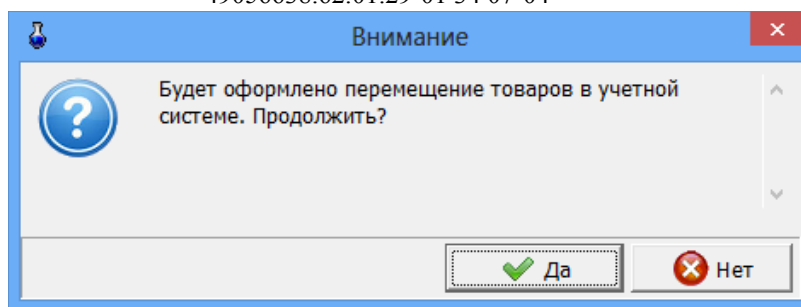 Внимание
Будет оформлено перемещение товаров в учетной
системе. Продолжить?
Да
Нет